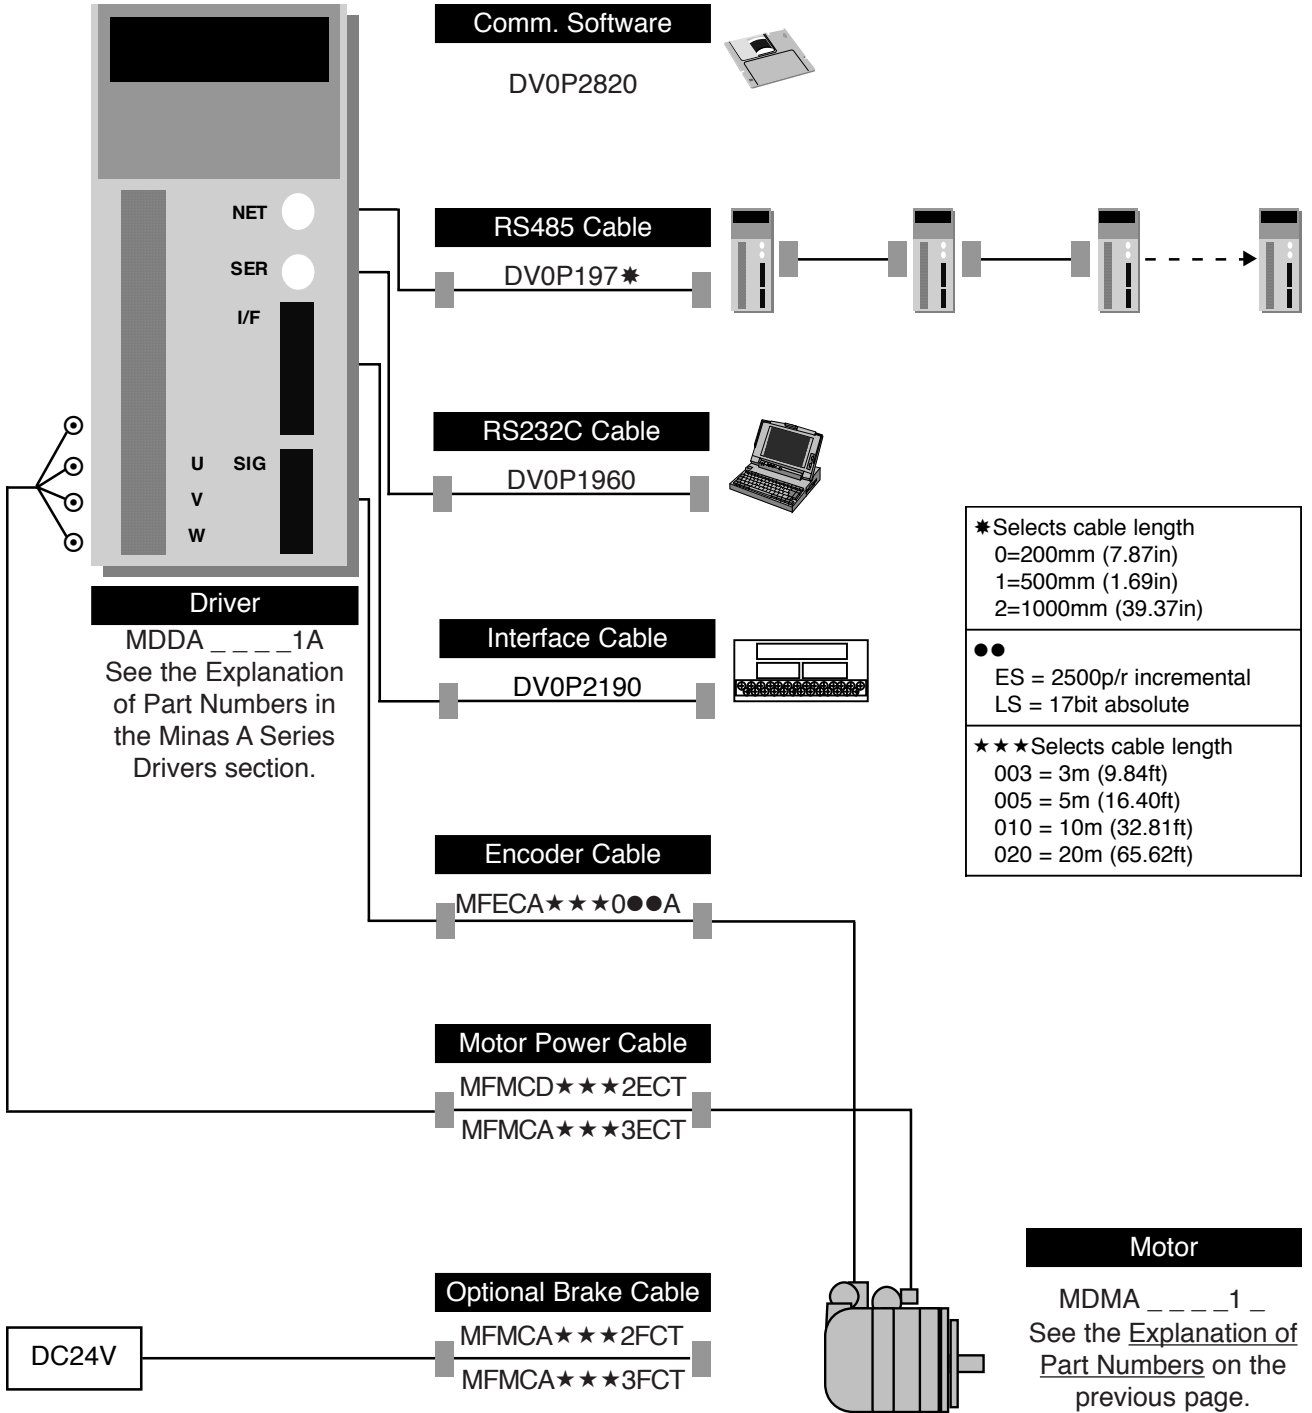 Comm. Software
DV0P2820
NET
SER
I/F
U
SIG
V
W
RS485 Cable
DV0P197✸
RS232C Cable
DV0P1960
Driver
MDDA _ _ _ _1A
See the Explanation
of Part Numbers in
the Minas A Series
Drivers section.
Interface Cable
DV0P2190
✸Selects cable length
0=200mm (7.87in)
1=500mm (1.69in)
2=1000mm (39.37in)
●●
ES = 2500p/r incremental
LS = 17bit absolute
★★★Selects cable length
003 = 3m (9.84ft)
005 = 5m (16.40ft)
010 = 10m (32.81ft)
020 = 20m (65.62ft)
Encoder Cable
MFECA★★★0●●A
Motor Power Cable
MFMCD★★★2ECT
MFMCA★★★3ECT
Optional Brake Cable
MFMCA★★★2FCT
MFMCA★★★3FCT
DC24V
Motor
MDMA _ _ _ _1 _
See the Explanation of
Part Numbers on the
previous page.